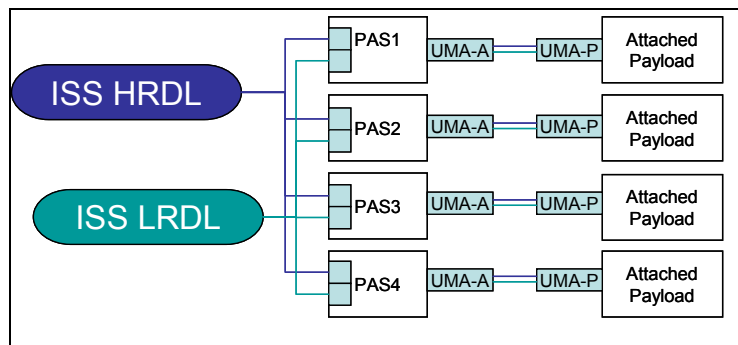 PAS1
UMA-A
UMA-P
Attached
Payload
ISS HRDL
PAS2
UMA-A
UMA-P
Attached
Payload
ISS LRDL
PAS3
UMA-A
UMA-P
Attached
Payload
PAS4
UMA-A
UMA-P
Attached
Payload